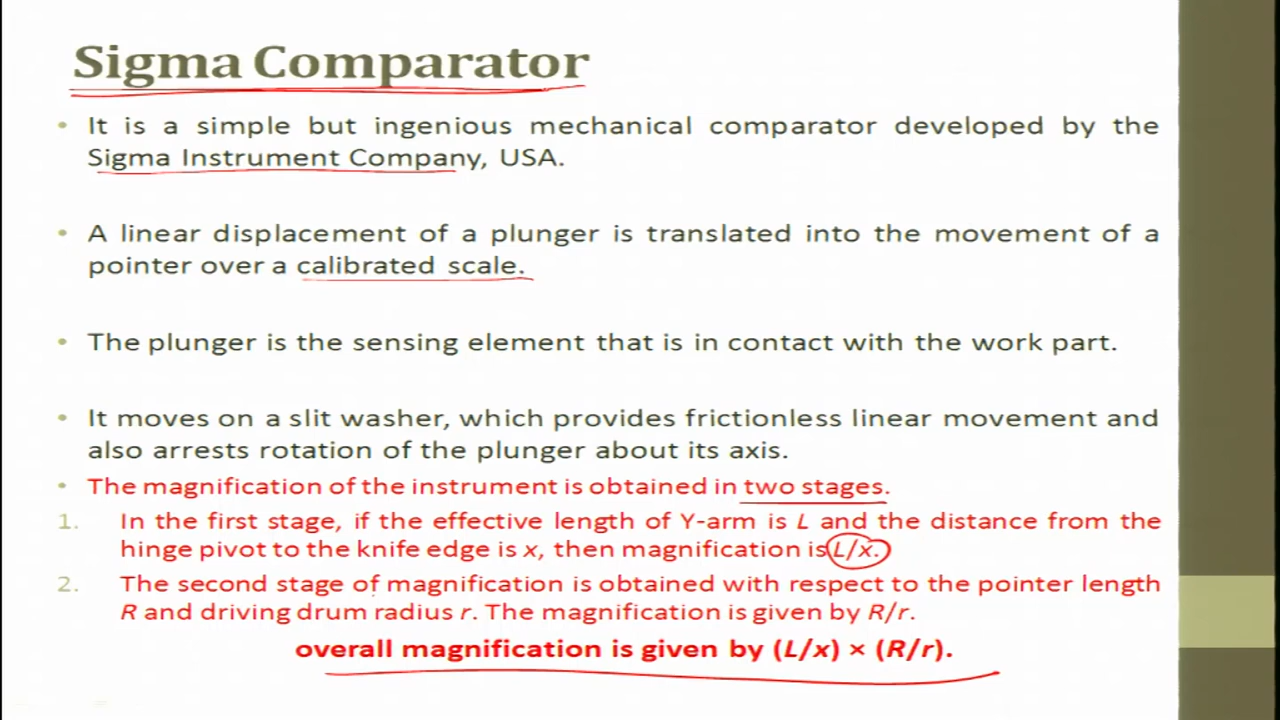 Sigma Comparator
• It is a simple but ingenious mechanical comparator developed by the
Sigma Instrument Company, USA.
• A linear displacement of a plunger is translated into the movement of a
pointer over a calibrated scale.
• The plunger is the sensing element that is in contact with the work part.
• It moves on a slit washer, which provides frictionless linear movement and
also arrests rotation of the plunger about its axis.
• The magnification of the instrument is obtained in two stages.
1. In the first stage, if the effective length of Y-arm is L and the distance from the
hinge pivot to the knife edge is x, then magnification is L/x.
2. The second stage of magnification is obtained with respect to the pointer length
R and driving drum radius r. The magnification is given by R/r.
overall magnification is given by (L/x) × (R/r).